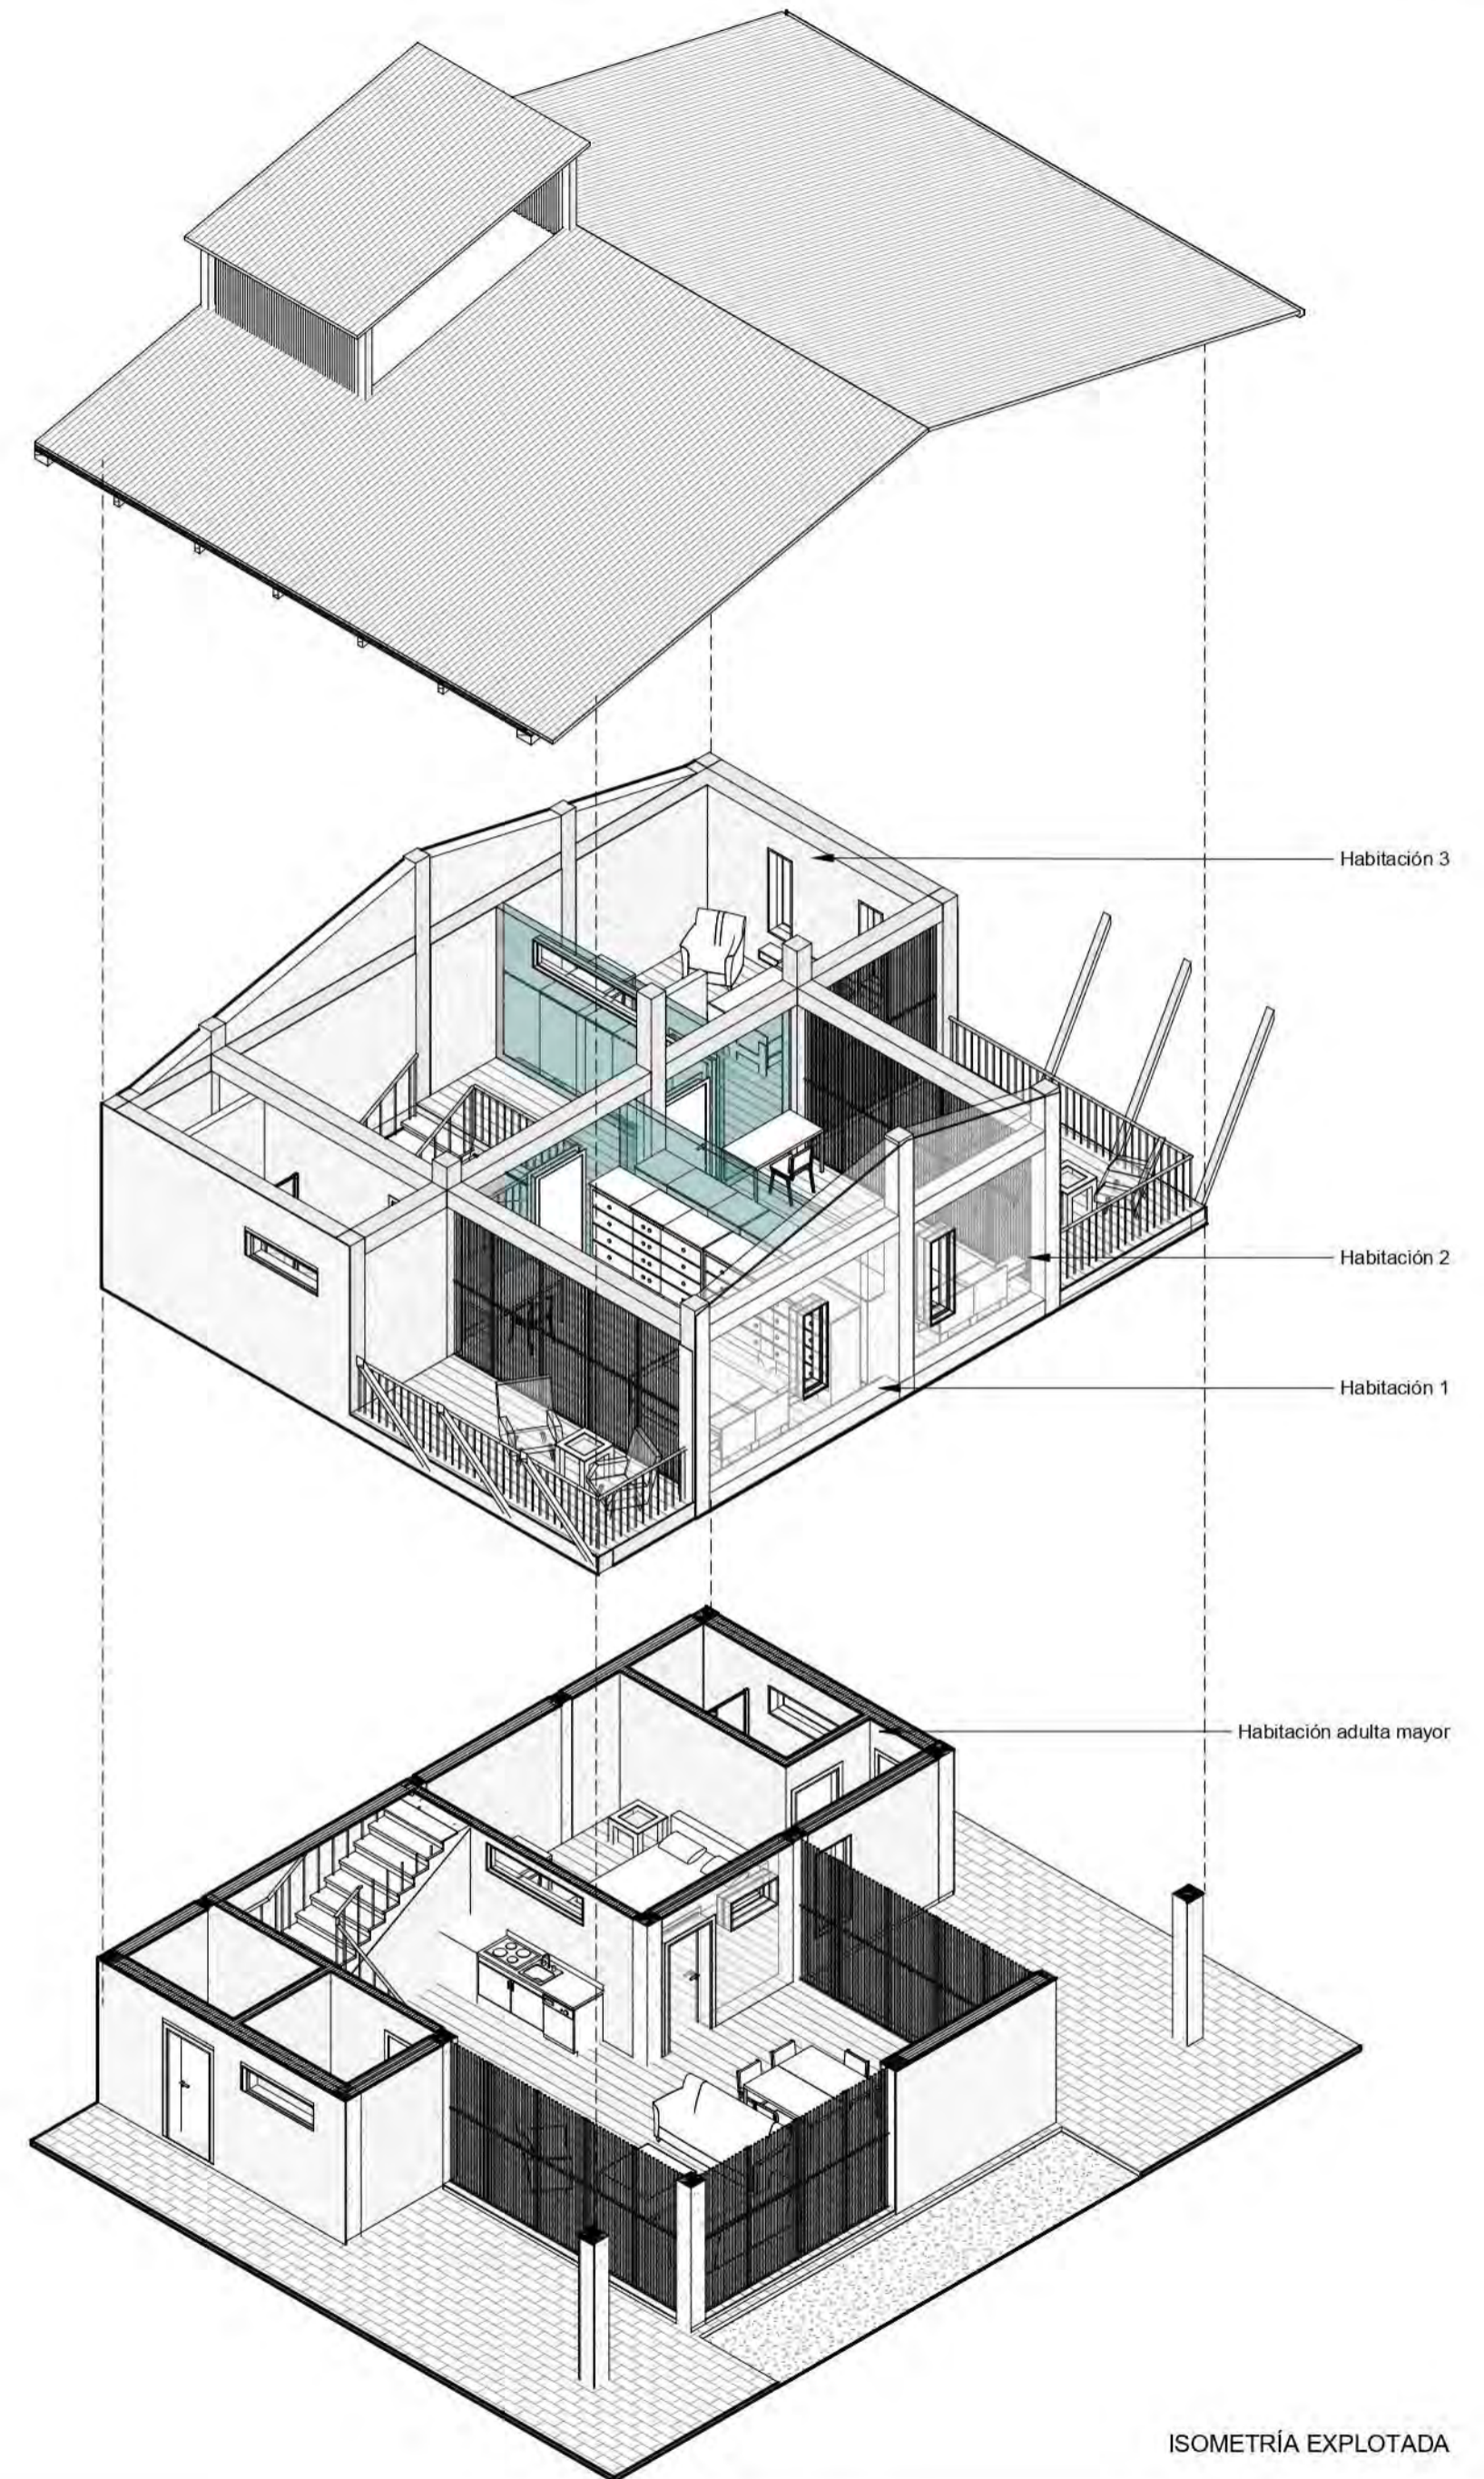 Habitación 3
Habitación 2
Habitación 1
Habitación adulta mayor
ISOMETRÍA EXPLOTADA